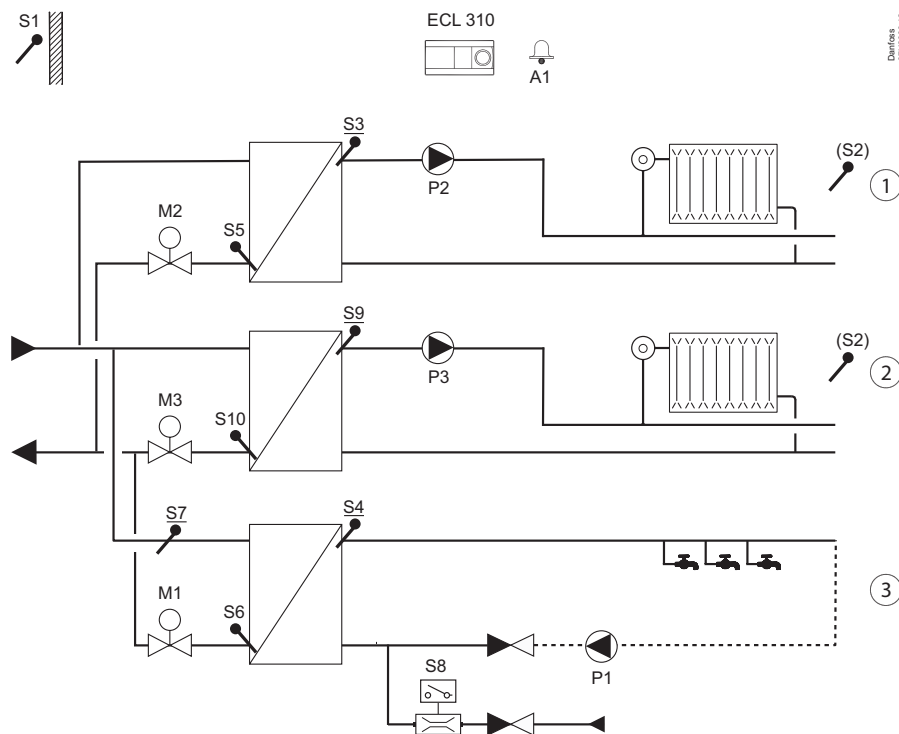 S1
ECL 310
A1
Danfoss
S3
P2
(S2)
1
M2
S5
S9
P3
(S2)
2
M3
S10
S7
S4
M1
S6
3
P1
S8